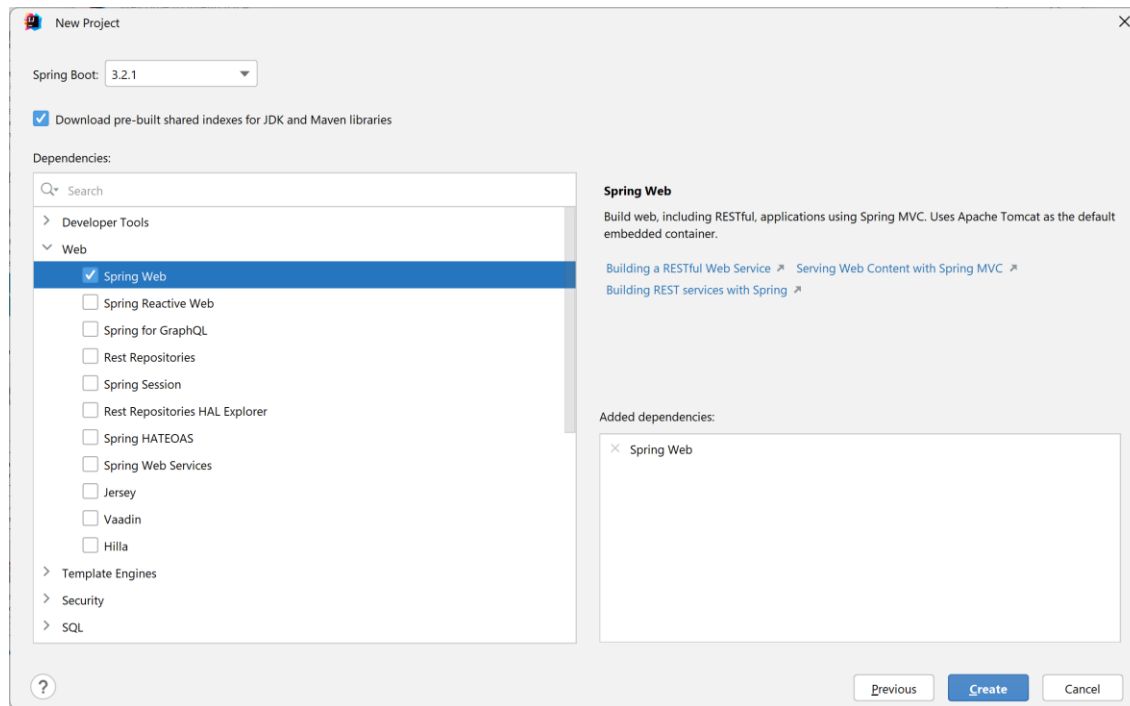 New Project
Spring Boot: 3.2.1
Download pre-built shared indexes for JDK and Maven libraries
Dependencies:
Search
Developer Tools
Web
Spring Web
Spring Reactive Web
Spring for GraphQL
Rest Repositories
Spring Session
Rest Repositories HAL Explorer
Spring HATEOAS
Spring Web Services
Jersey
Vaadin
Hilla
Template Engines
Security
SQL
Spring Web
Build web, including RESTful, applications using Spring MVC. Uses Apache Tomcat as the default
embedded container.
Building a RESTful Web Service Serving Web Content with Spring MVC
Building REST services with Spring
Added dependencies:
Spring Web
?
Previous Create Cancel